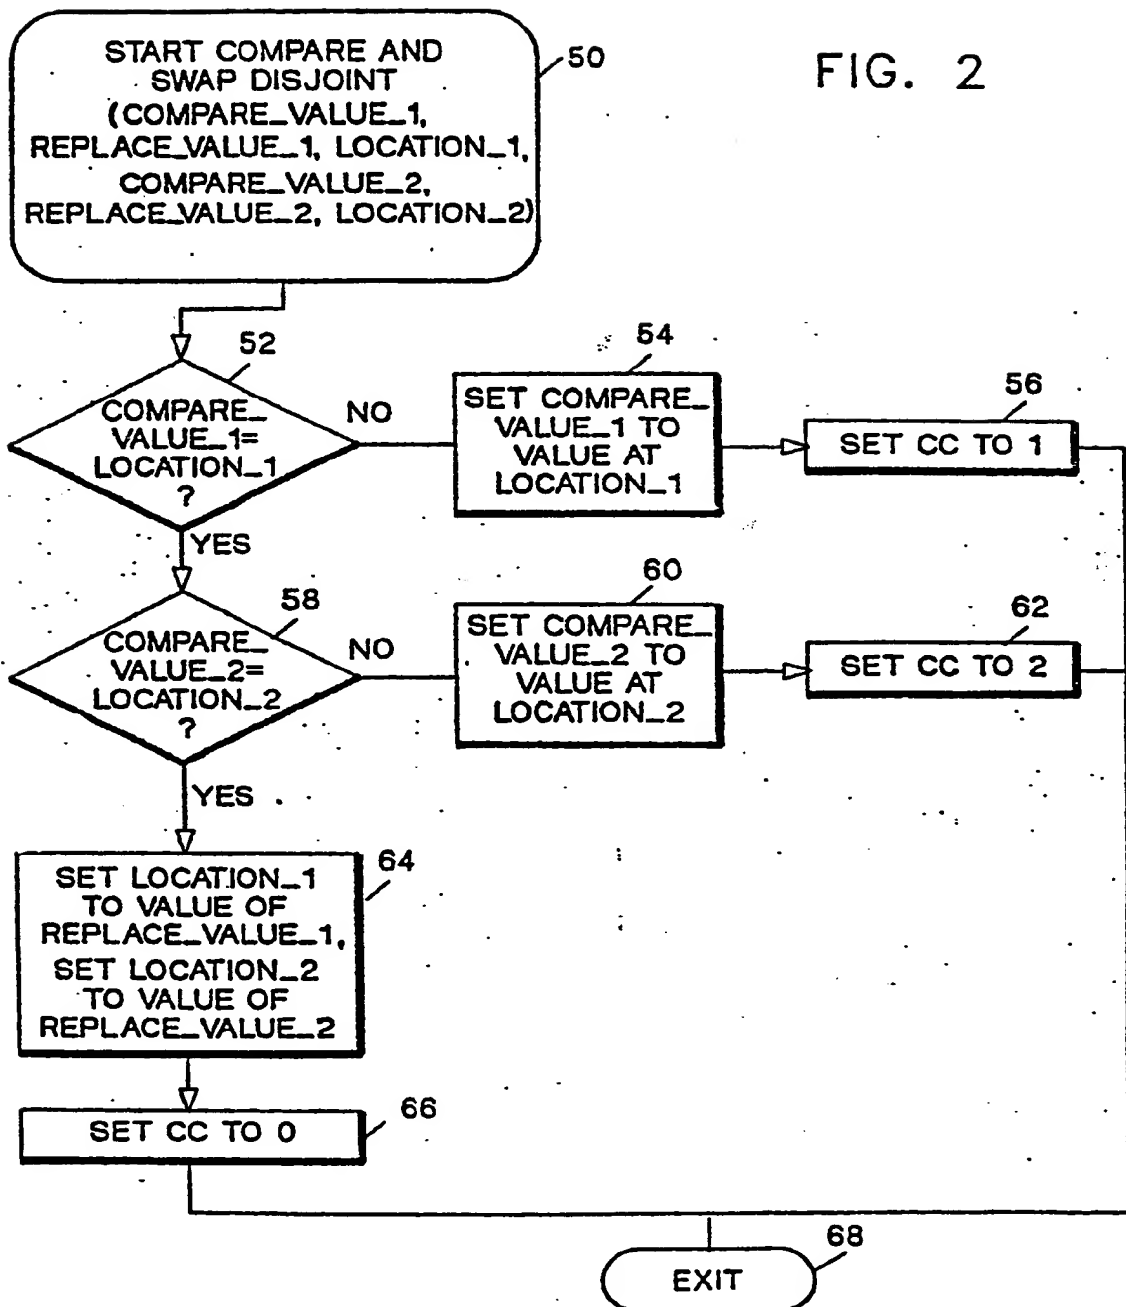 START COMPARE AND
SWAP DISJOINT
(COMPARE_VALUE_1,
REPLACE_VALUE_1, LOCATION_1,
COMPARE_VALUE_2,
REPLACE_VALUE_2, LOCATION_2)
50
FIG. 2
52
COMPARE_
VALUE_1=
LOCATION_1
?
NO
54
SET COMPARE_
VALUE_1 TO
VALUE AT
LOCATION_1
56
SET CC TO 1
YES
58
COMPARE_
VALUE_2=
LOCATION_2
?
NO
60
SET COMPARE_
VALUE_2 TO
VALUE AT
LOCATION_2
62
SET CC TO 2
YES
64
SET LOCATION_1
TO VALUE OF
REPLACE_VALUE_1,
SET LOCATION_2
TO VALUE OF
REPLACE_VALUE_2
66
SET CC TO 0
68
EXIT